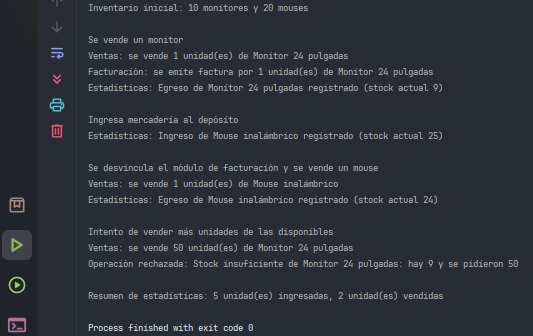 Inventario inicial: 10 monitores y 20 mouses
Se vende un monitor
Ventas: se vende 1 unidad(es) de Monitor 24 pulgadas
Facturación: se emite factura por 1 unidad(es) de Monitor 24 pulgadas
Estadísticas: Egreso de Monitor 24 pulgadas registrado (stock actual 9)
Ingresa mercadería al depósito
Estadísticas: Ingreso de Mouse inalámbrico registrado (stock actual 25)
Se desvincula el módulo de facturación y se vende un mouse
Ventas: se vende 1 unidad(es) de Mouse inalámbrico
Estadísticas: Egreso de Mouse inalámbrico registrado (stock actual 24)
Intento de vender más unidades de las disponibles
Ventas: se vende 50 unidad(es) de Monitor 24 pulgadas
Operación rechazada: Stock insuficiente de Monitor 24 pulgadas: hay 9 y se pidieron 50
Resumen de estadísticas: 5 unidad(es) ingresadas, 2 unidad(es) vendidas
Process finished with exit code 0